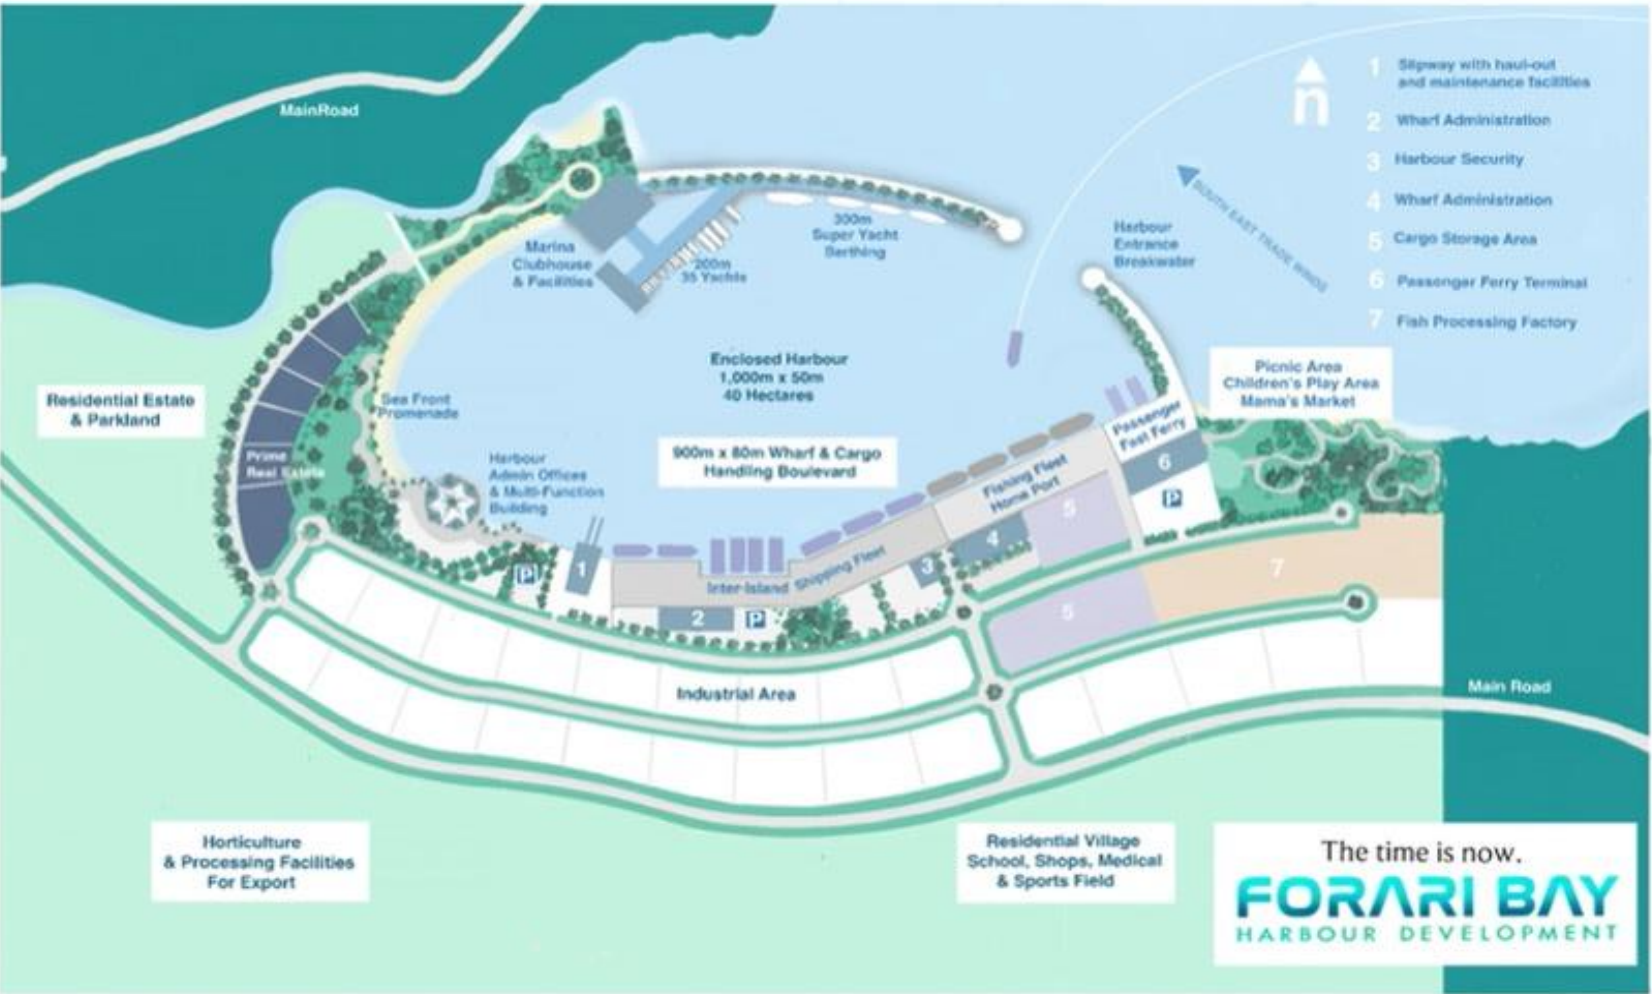 MainRoad
n
1 Slipway with haul-out
and maintenance facilities
2 Wharf Administration
3 Harbour Security
4 Wharf Administration
5 Cargo Storage Area
6 Passenger Ferry Terminal
7 Fish Processing Factory
SOUTH EAST TRADE WINDS
Harbour
Entrance
Breakwater
300m
Super Yacht
Berthing
Marina
Clubhouse
& Facilities
200m
35 Yachts
Enclosed Harbour
1,000m x 50m
40 Hectares
Picnic Area
Children's Play Area
Mama's Market
Residential Estate
& Parkland
Sea Front
Promenade
Prime
Real Estate
Harbour
Admin Offices
& Multi-Function
Building
900m x 80m Wharf & Cargo
Handling Boulevard
Passenger
Fast Ferry
6
P
Fishing Fleet
Home Port
5
4
3
Inter-Island Shipping Fleet
P
1
2
P
5
7
Industrial Area
Main Road
Horticulture
& Processing Facilities
For Export
Residential Village
School, Shops, Medical
& Sports Field
The time is now.
FORARI BAY
HARBOUR DEVELOPMENT